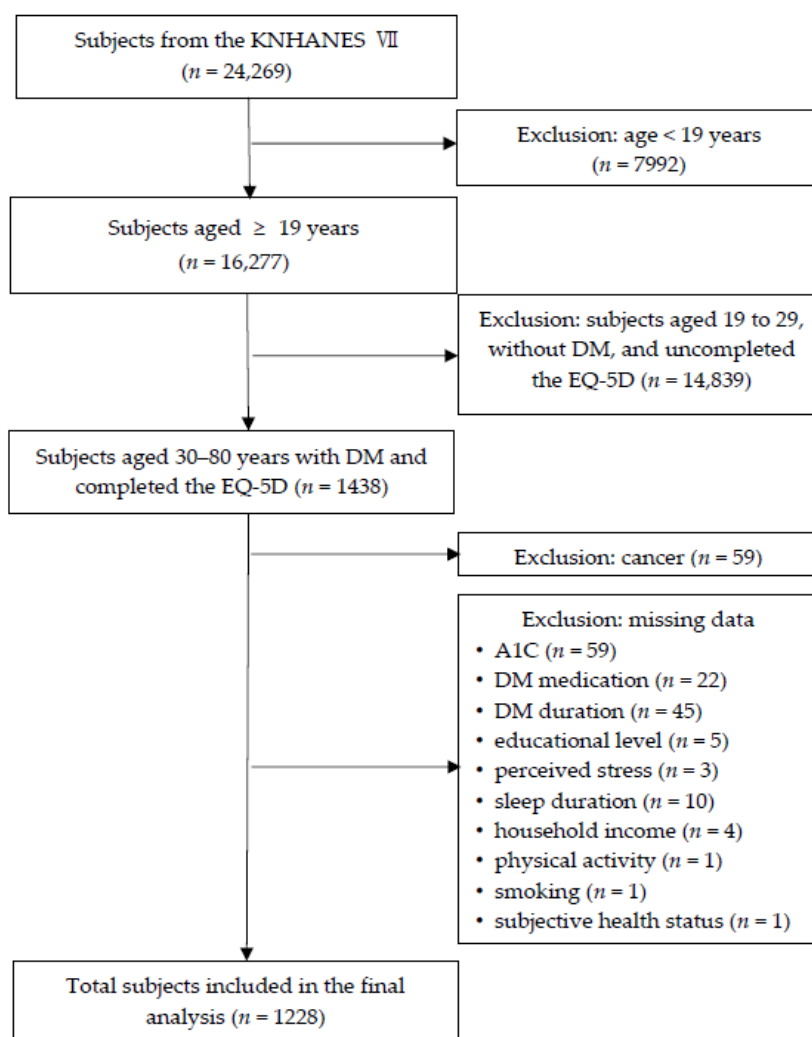 Subjects from the KNHANES Ⅶ
(n = 24,269)
Exclusion: age < 19 years
(n = 7992)
Subjects aged ≥ 19 years
(n = 16,277)
Exclusion: subjects aged 19 to 29,
without DM, and uncompleted
the EQ-5D (n = 14,839)
Subjects aged 30–80 years with DM and
completed the EQ-5D (n = 1438)
Exclusion: cancer (n = 59)
Exclusion: missing data
• A1C (n = 59)
• DM medication (n = 22)
• DM duration (n = 45)
• educational level (n = 5)
• perceived stress (n = 3)
• sleep duration (n = 10)
• household income (n = 4)
• physical activity (n = 1)
• smoking (n = 1)
• subjective health status (n = 1)
Total subjects included in the final
analysis (n = 1228)